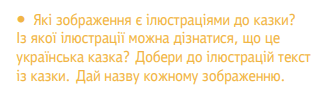 • Які зображення є ілюстраціями до казки?
Із якої ілюстрації можна дізнатися, що це
українська казка? Добери до ілюстрацій текст
із казки. Дай назву кожному зображенню.